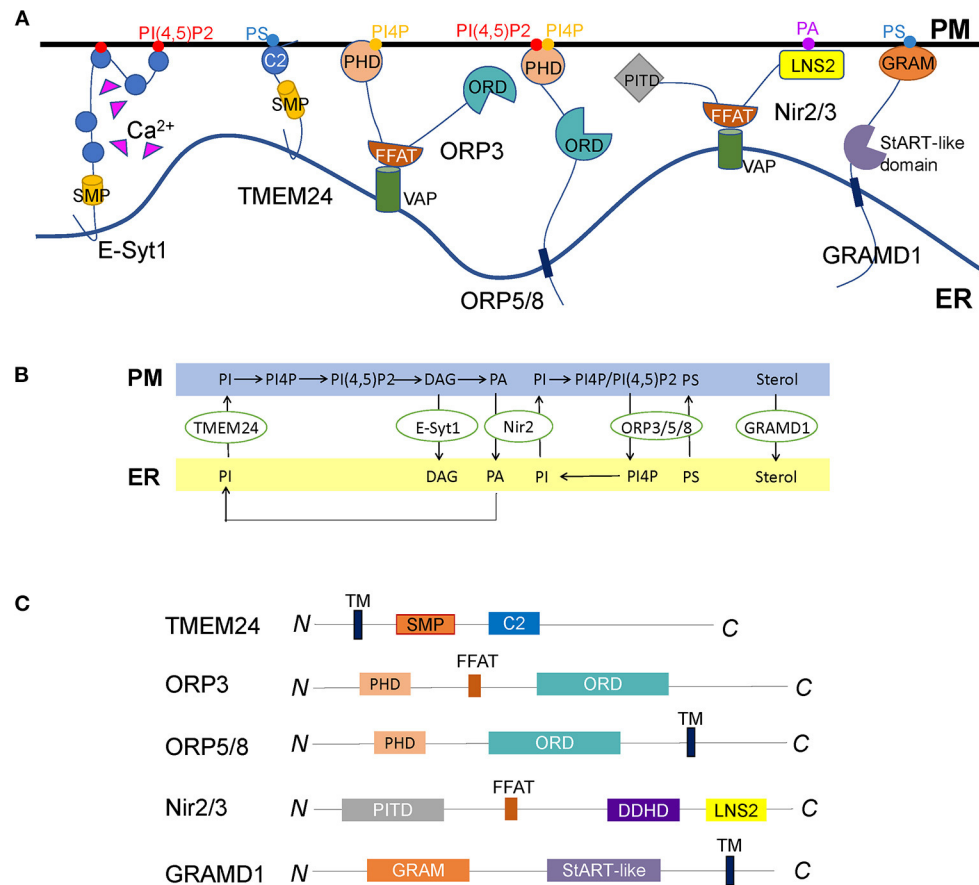 A
PI(4,5)P2 PS PI4P PI(4,5)P2 PI4P PA PS PM
C2 PHD PHD LNS2 GRAM
SMP ORD PITD
Ca2+ FFAT ORP3 ORD FFAT Nir2/3 StART-like
domain
SMP TMEM24 VAP VAP
E-Syt1 ORP5/8 GRAMD1 ER
B
PM PI PI4P PI(4,5)P2 DAG PA PI PI4P/PI(4,5)P2 PS Sterol
TMEM24 E-Syt1 Nir2 ORP3/5/8 GRAMD1
ER PI DAG PA PI PI4P PS Sterol
C
TM
TMEM24 N SMP C2 C
FFAT
ORP3 N PHD ORD C
TM
ORP5/8 N PHD ORD C
FFAT
Nir2/3 N PITD DDHD LNS2 C
TM
GRAMD1 N GRAM StART-like C